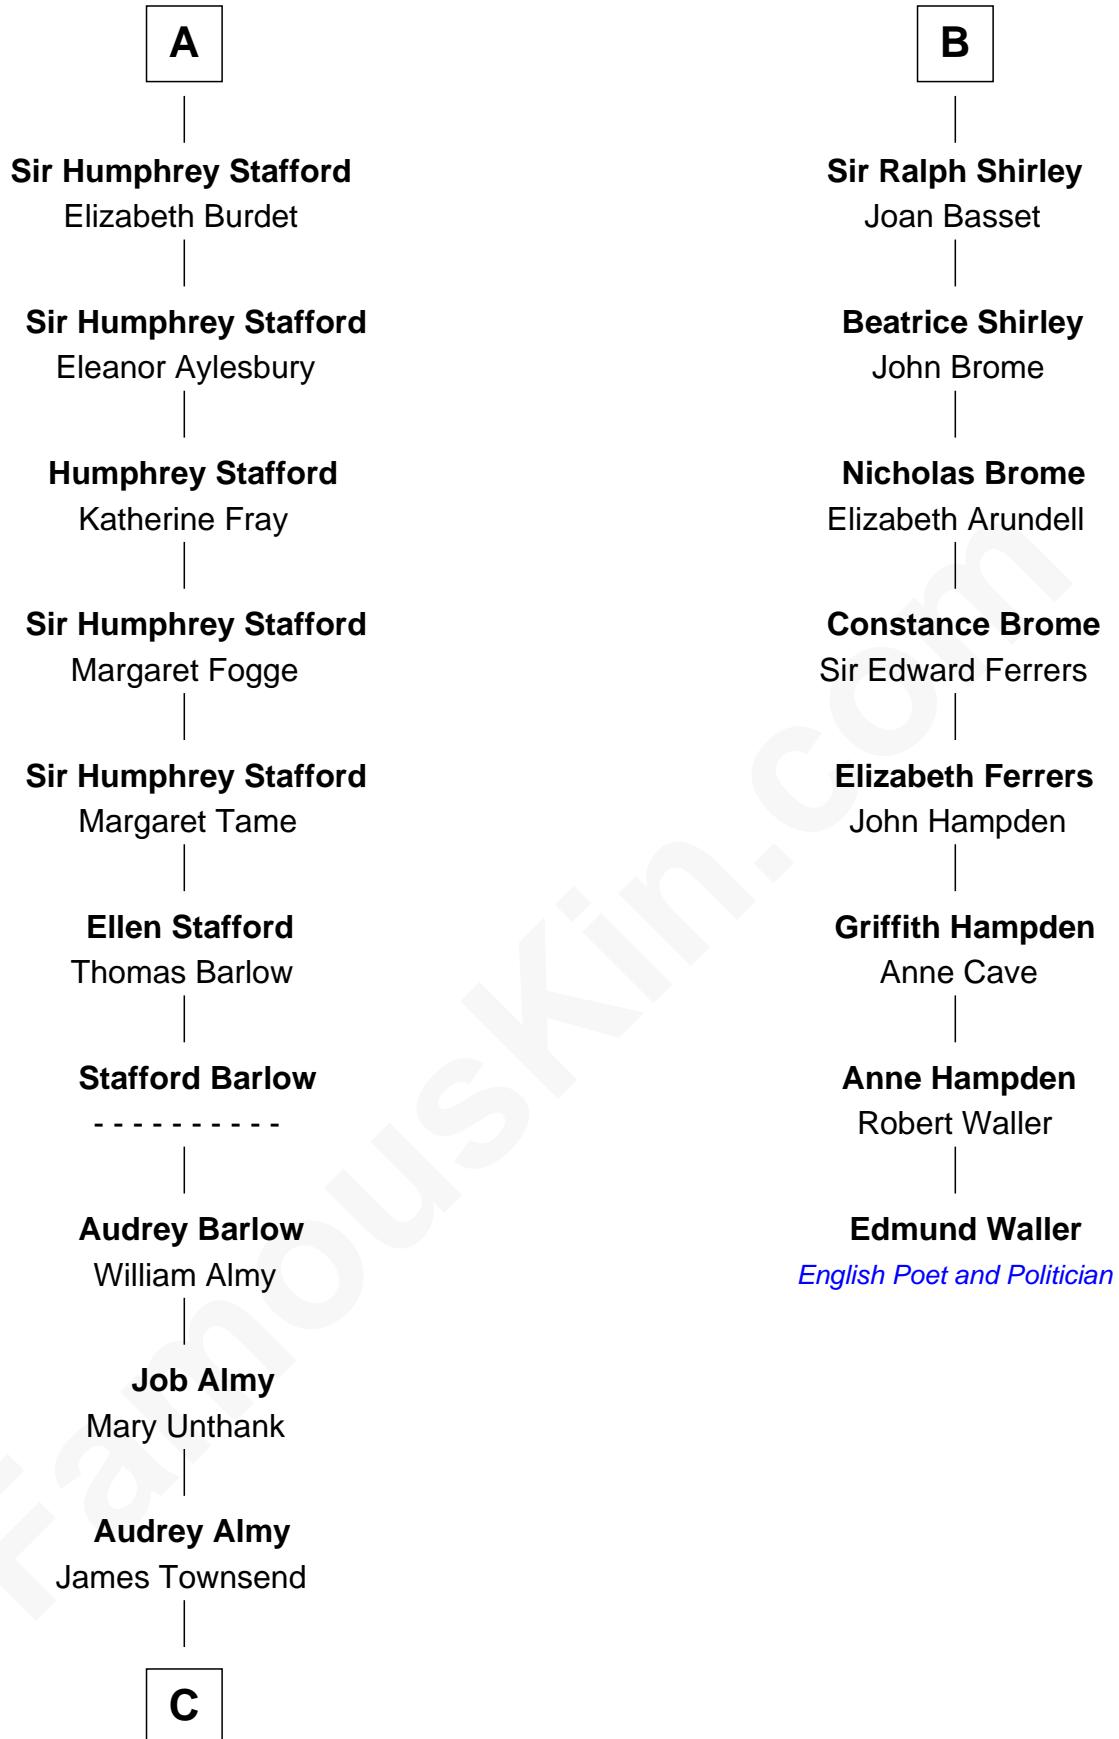 A
Sir Humphrey Stafford
Elizabeth Burdet
Sir Humphrey Stafford
Eleanor Aylesbury
Humphrey Stafford
Katherine Fray
Sir Humphrey Stafford
Margaret Fogge
Sir Humphrey Stafford
Margaret Tame
Ellen Stafford
Thomas Barlow
Stafford Barlow
- - - - - - - - - -
Audrey Barlow
William Almy
Job Almy
Mary Unthank
Audrey Almy
James Townsend
C
B
Sir Ralph Shirley
Joan Basset
Beatrice Shirley
John Brome
Nicholas Brome
Elizabeth Arundell
Constance Brome
Sir Edward Ferrers
Elizabeth Ferrers
John Hampden
Griffith Hampden
Anne Cave
Anne Hampden
Robert Waller
Edmund Waller
English Poet and Politician
FamousKin.com